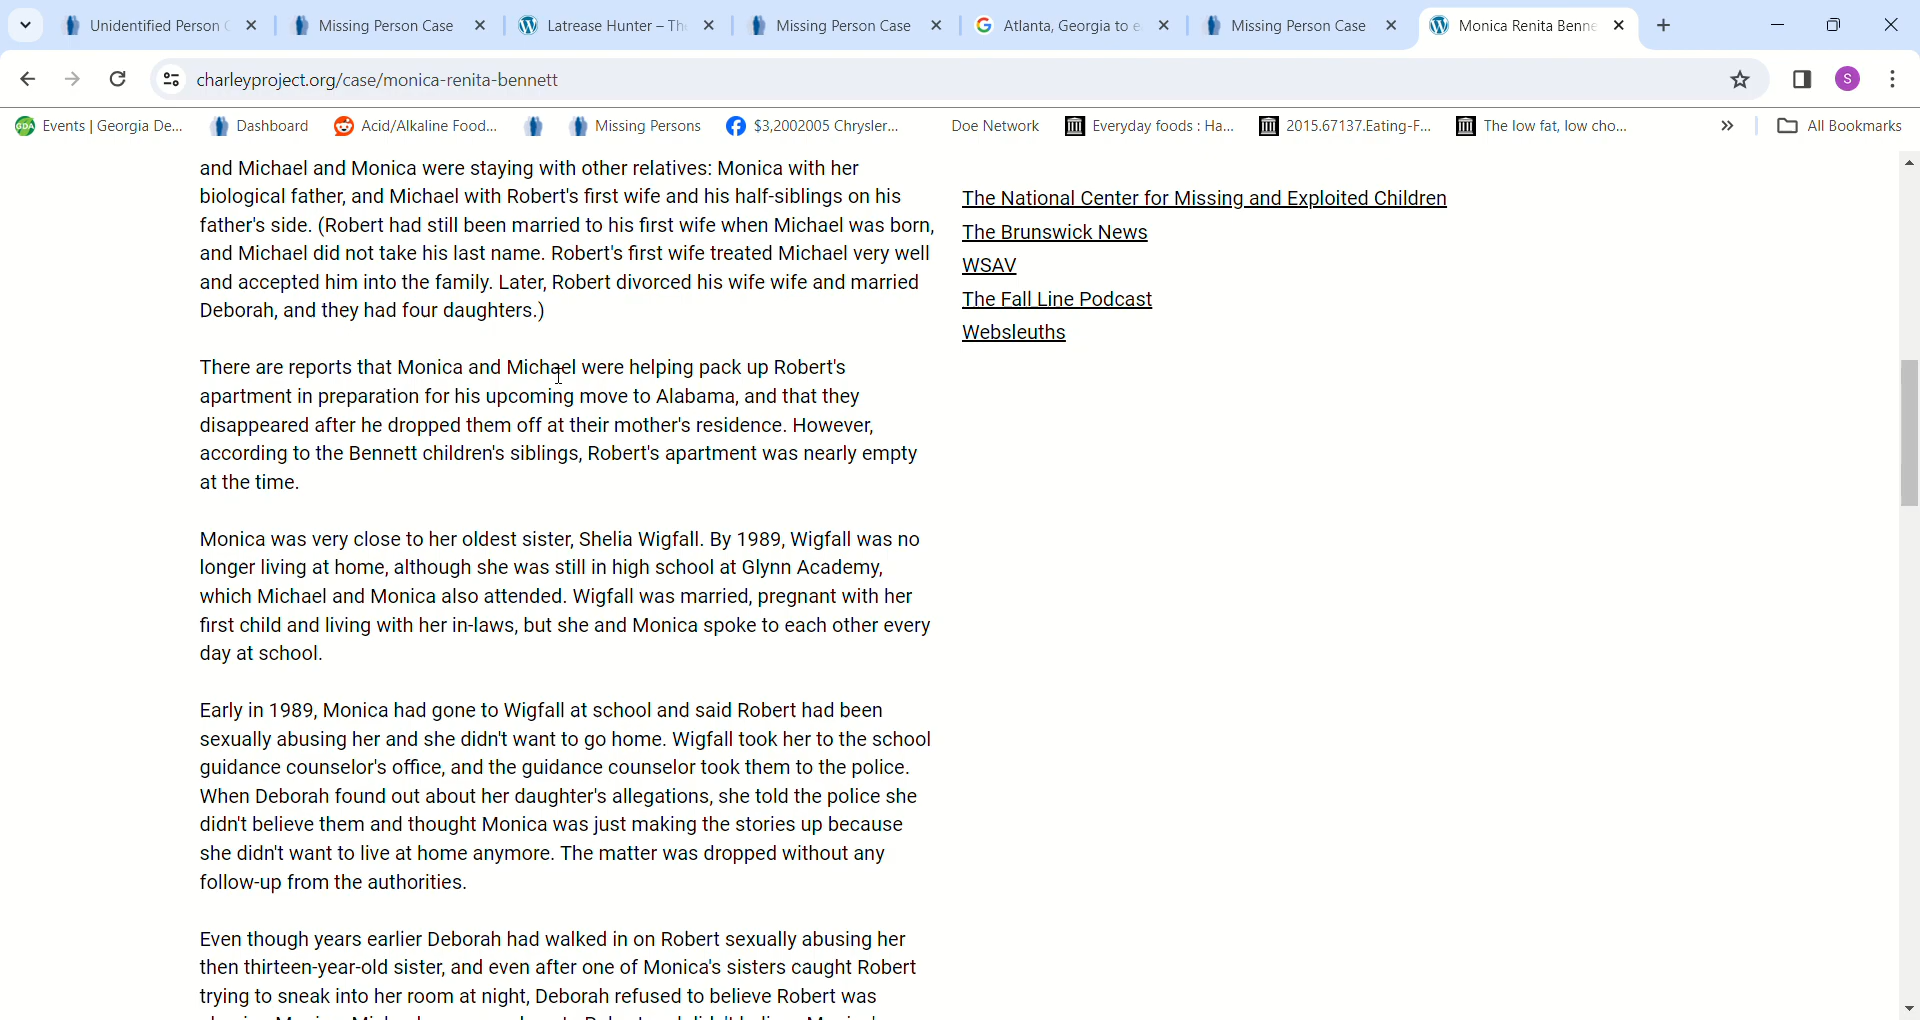 Unidentified Person C
Missing Person Case
Latrease Hunter – Th
Missing Person Case
Atlanta, Georgia to e
Missing Person Case
Monica Renita Benne
charleyproject.org/case/monica-renita-bennett
S
Events | Georgia De...
Dashboard
Acid/Alkaline Food...
Missing Persons
$3,2002005 Chrysler...
Doe Network
Everyday foods : Ha...
2015.67137.Eating-F...
The low fat, low cho...
All Bookmarks
and Michael and Monica were staying with other relatives: Monica with her
biological father, and Michael with Robert's first wife and his half-siblings on his
father's side. (Robert had still been married to his first wife when Michael was born,
and Michael did not take his last name. Robert's first wife treated Michael very well
and accepted him into the family. Later, Robert divorced his wife wife and married
Deborah, and they had four daughters.)
There are reports that Monica and Michael were helping pack up Robert's
apartment in preparation for his upcoming move to Alabama, and that they
disappeared after he dropped them off at their mother's residence. However,
according to the Bennett children's siblings, Robert's apartment was nearly empty
at the time.
Monica was very close to her oldest sister, Shelia Wigfall. By 1989, Wigfall was no
longer living at home, although she was still in high school at Glynn Academy,
which Michael and Monica also attended. Wigfall was married, pregnant with her
first child and living with her in-laws, but she and Monica spoke to each other every
day at school.
Early in 1989, Monica had gone to Wigfall at school and said Robert had been
sexually abusing her and she didn't want to go home. Wigfall took her to the school
guidance counselor's office, and the guidance counselor took them to the police.
When Deborah found out about her daughter's allegations, she told the police she
didn't believe them and thought Monica was just making the stories up because
she didn't want to live at home anymore. The matter was dropped without any
follow-up from the authorities.
Even though years earlier Deborah had walked in on Robert sexually abusing her
then thirteen-year-old sister, and even after one of Monica's sisters caught Robert
trying to sneak into her room at night, Deborah refused to believe Robert was
The National Center for Missing and Exploited Children
The Brunswick News
WSAV
The Fall Line Podcast
Websleuths